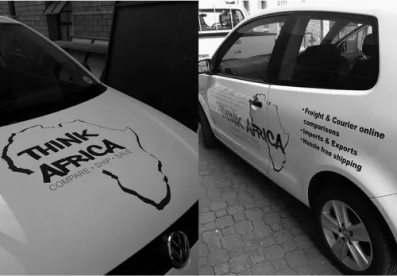 THINK
AFRICA
COMPARE • SHIP • SAVE
THINK
AFRICA
• Freight & Courier online
comparisons
• Imports & Exports
• Hassle free shipping